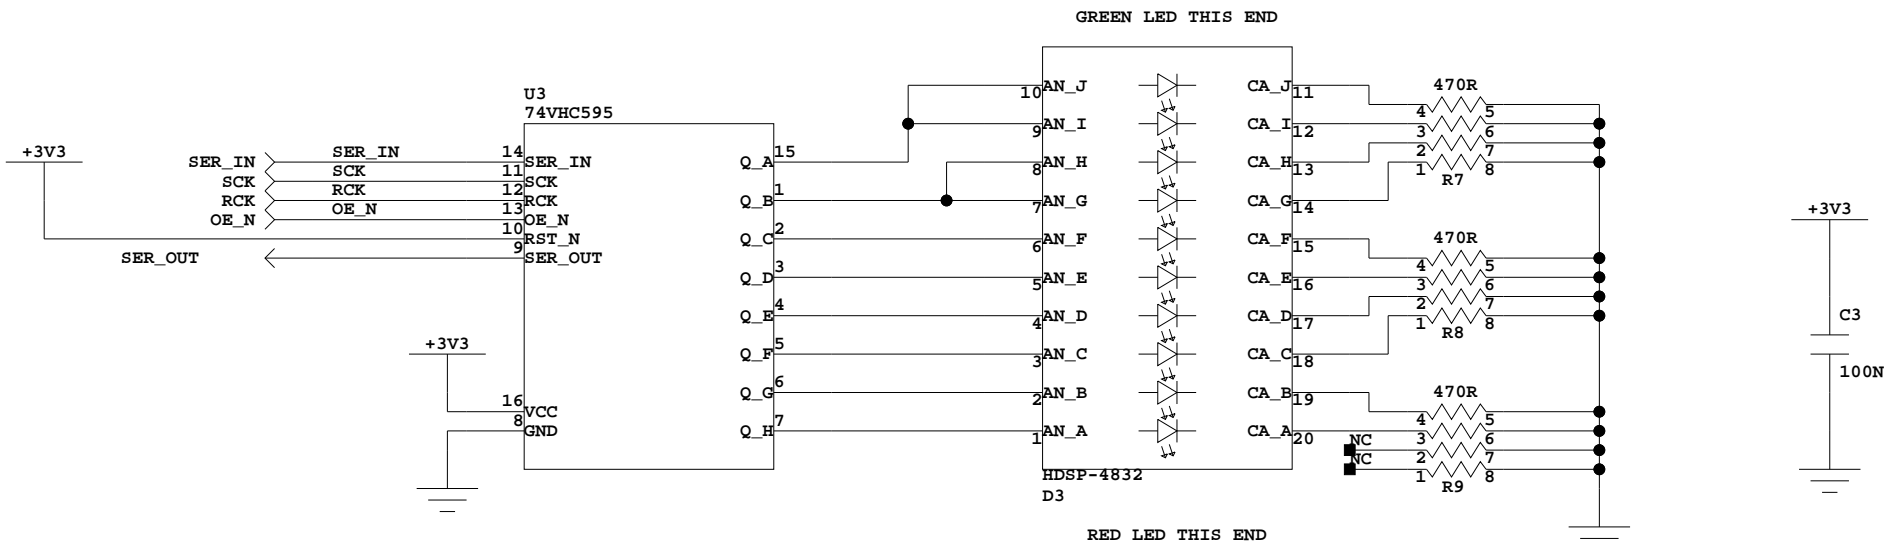 GREEN LED THIS END
U3
74VHC595
+3V3
SER_IN
SCK
RCK
OE_N
SER_OUT
SER_IN
SCK
RCK
OE_N
14 SER_IN
11 SCK
12 RCK
13 OE_N
10 RST_N
9 SER_OUT
+3V3
16 VCC
8 GND
Q_A 15
Q_B 1
Q_C 2
Q_D 3
Q_E 4
Q_F 5
Q_G 6
Q_H 7
10 AN_J
9 AN_I
8 AN_H
7 AN_G
6 AN_F
5 AN_E
4 AN_D
3 AN_C
2 AN_B
1 AN_A
CA_J 11
CA_I 12
CA_H 13
CA_G 14
CA_F 15
CA_E 16
CA_D 17
CA_C 18
CA_B 19
CA_A 20
HDSP-4832
D3
470R
4 5
3 6
2 7
1 8
R7
470R
4 5
3 6
2 7
1 8
R8
470R
4 5
3 6
2 7
1 8
R9
NC
NC
+3V3
C3
100N
RED LED THIS END